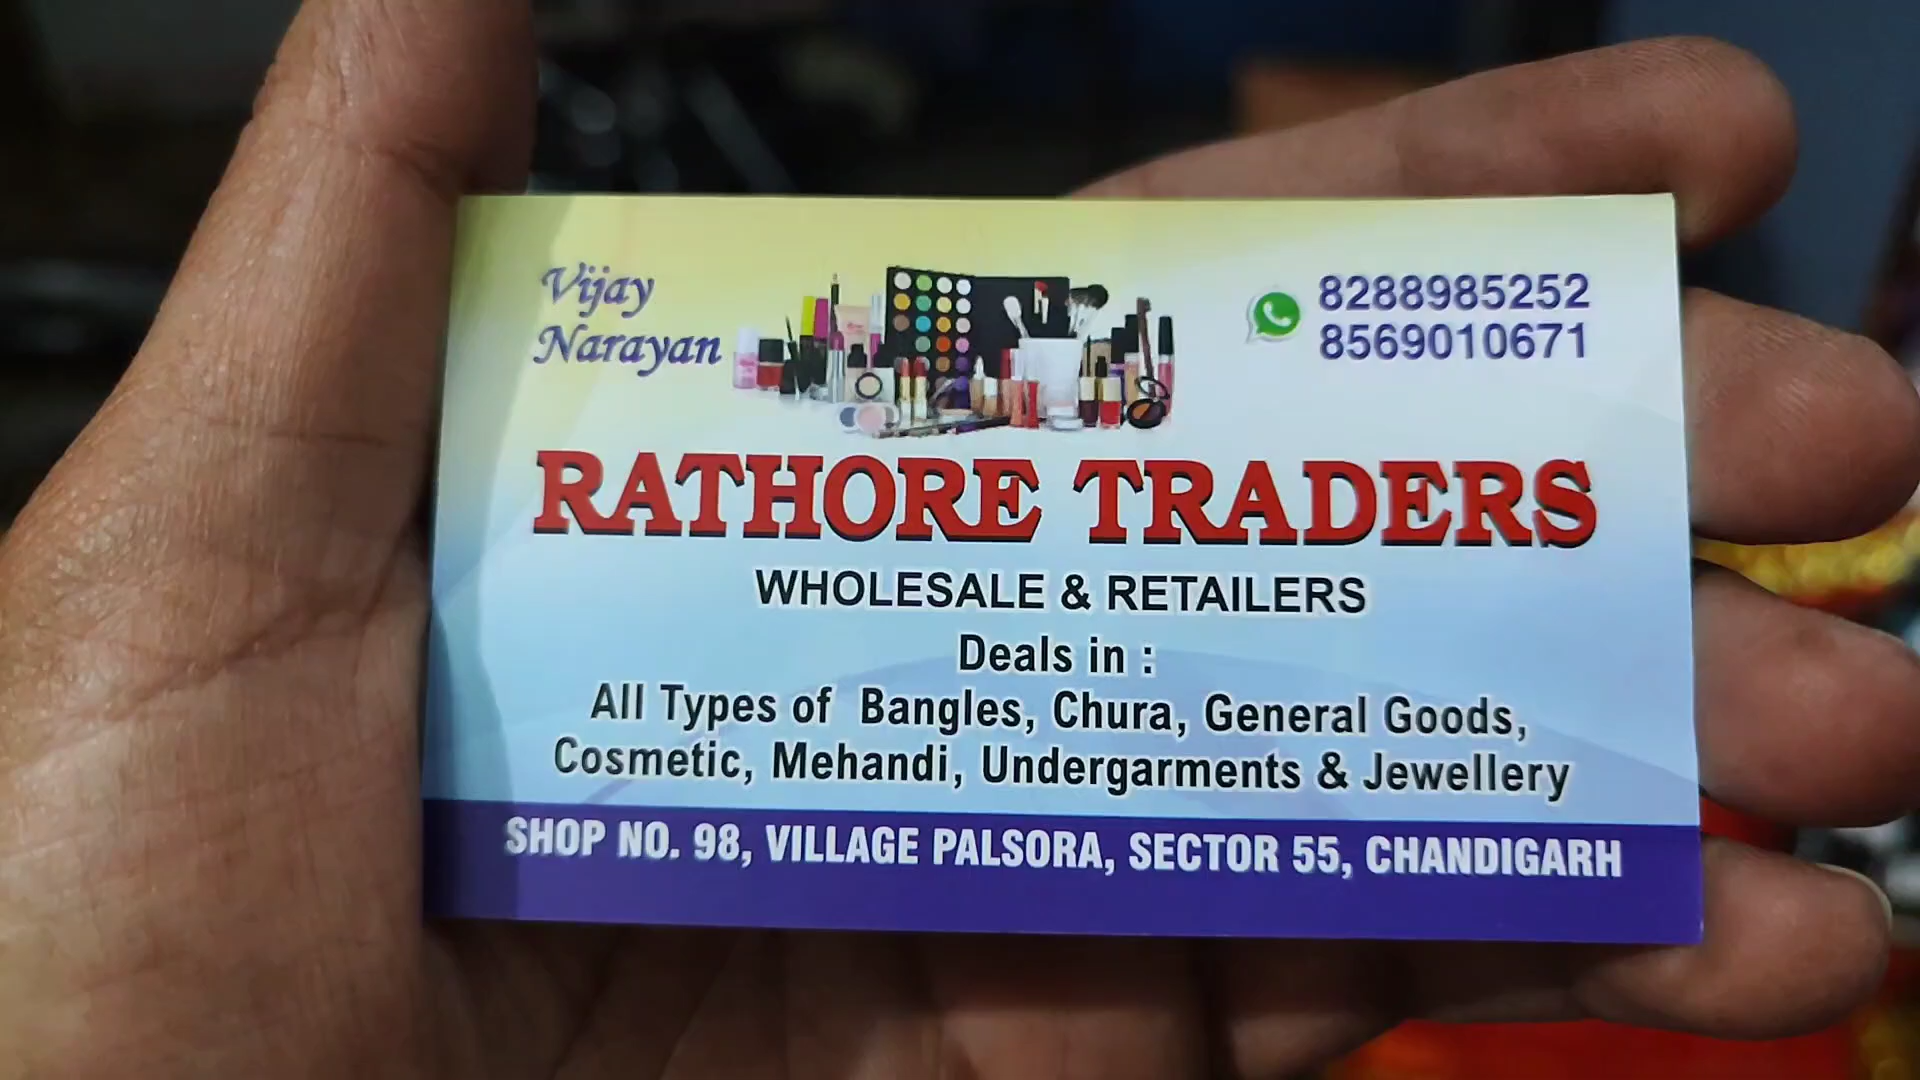 Vijay
Narayan
8288985252
8569010671
RATHORE TRADERS
WHOLESALE & RETAILERS
Deals in :
All Types of Bangles, Chura, General Goods,
Cosmetic, Mehandi, Undergarments & Jewellery
SHOP NO. 98, VILLAGE PALSORA, SECTOR 55, CHANDIGARH